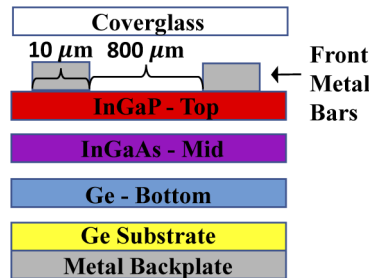 Coverglass
10 μm 800 μm
Front
Metal
Bars
InGaP - Top
InGaAs - Mid
Ge - Bottom
Ge Substrate
Metal Backplate